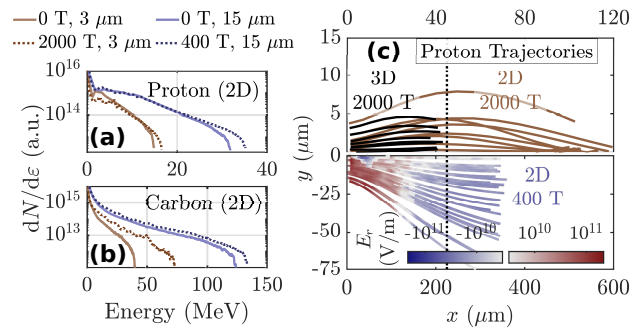 0 T, 3 μm
0 T, 15 μm
2000 T, 3 μm
400 T, 15 μm
dN/dε (a.u.)
10^16
10^14
Proton (2D)
(a)
0 20 40
10^15
10^13
Carbon (2D)
(b)
0 50 100 150
Energy (MeV)
0 40 80 120
(c)
Proton Trajectories
15
10
5
0
3D
2000 T
2D
2000 T
y (μm)
0
-25
-50
-75
2D
400 T
E_r
(V/m)
-10^11 -10^10 10^10 10^11
0 200 400 600
x (μm)